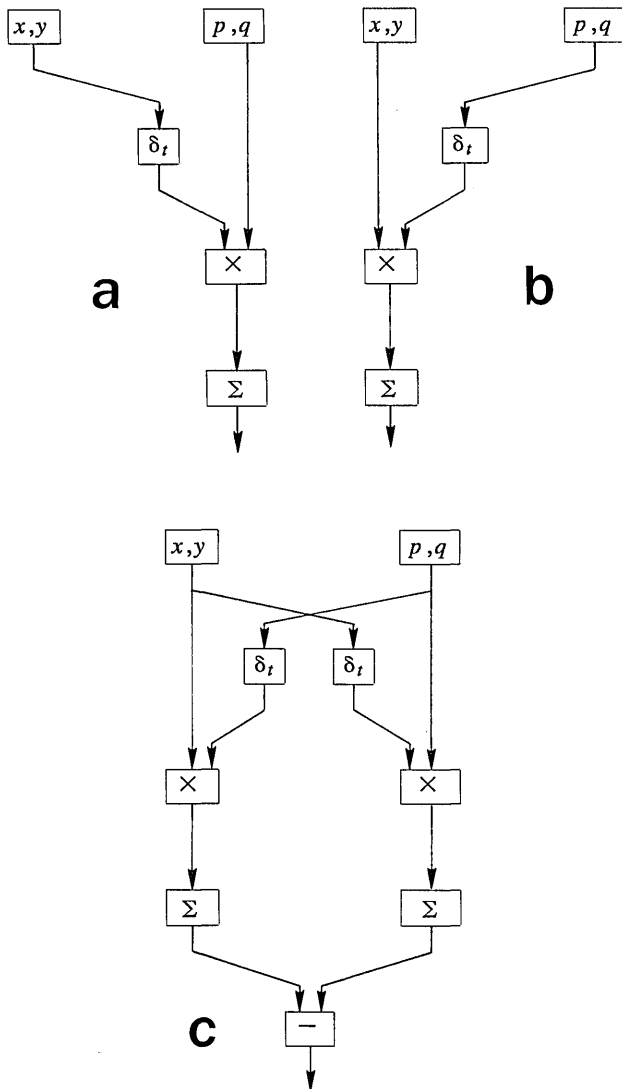 x,y p,q x,y p,q
δt δt
× ×
a b
Σ Σ
x,y p,q
δt δt
× ×
Σ Σ
c −